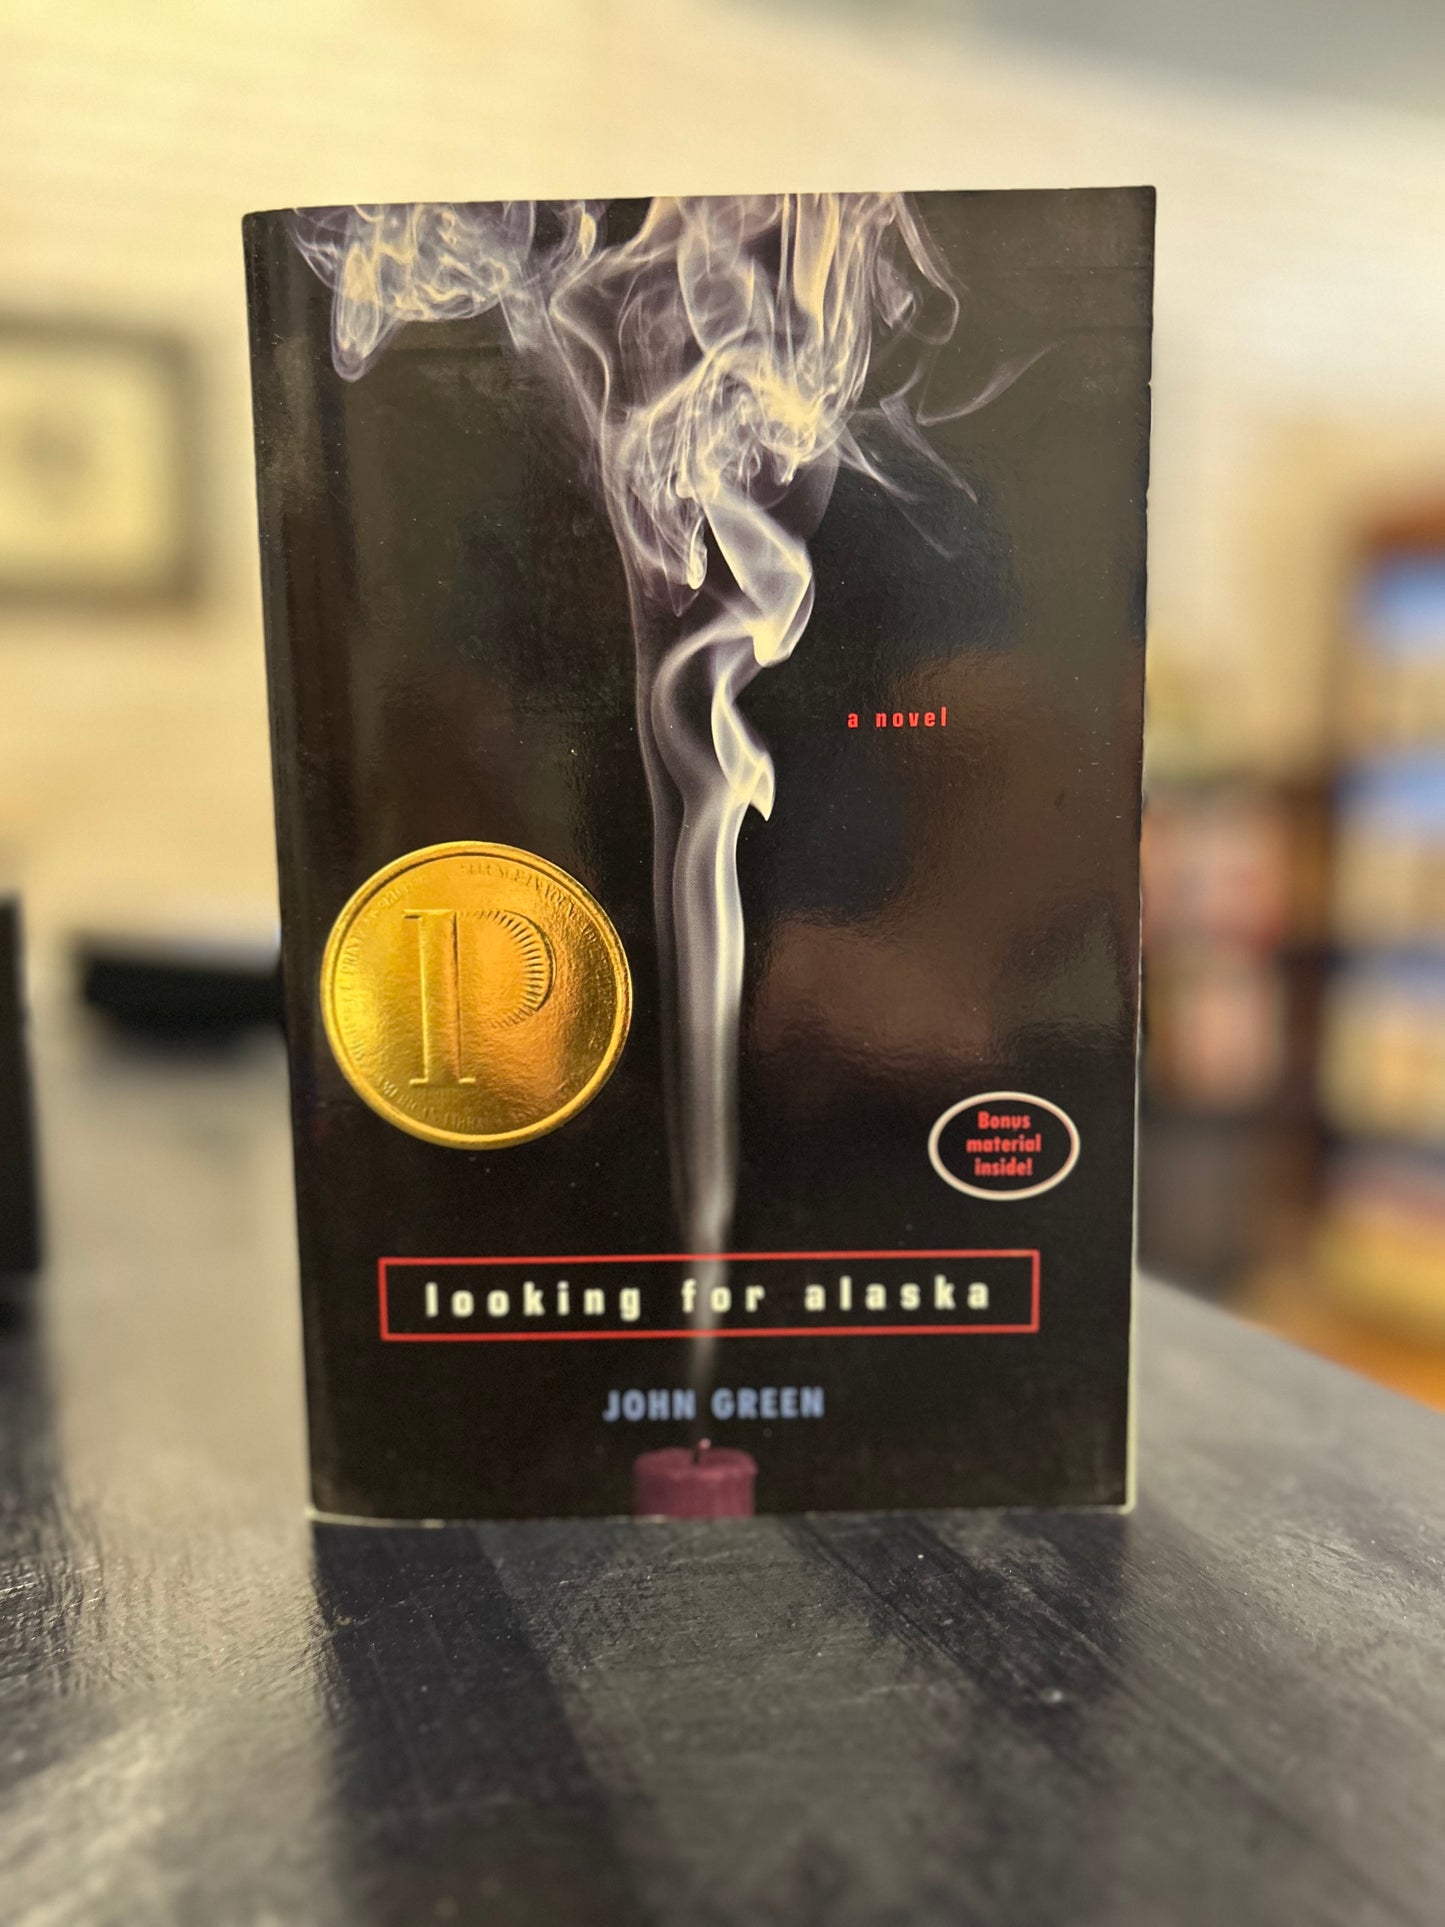 a novel
P
Bonus
material
inside!
looking for alaska
JOHN GREEN